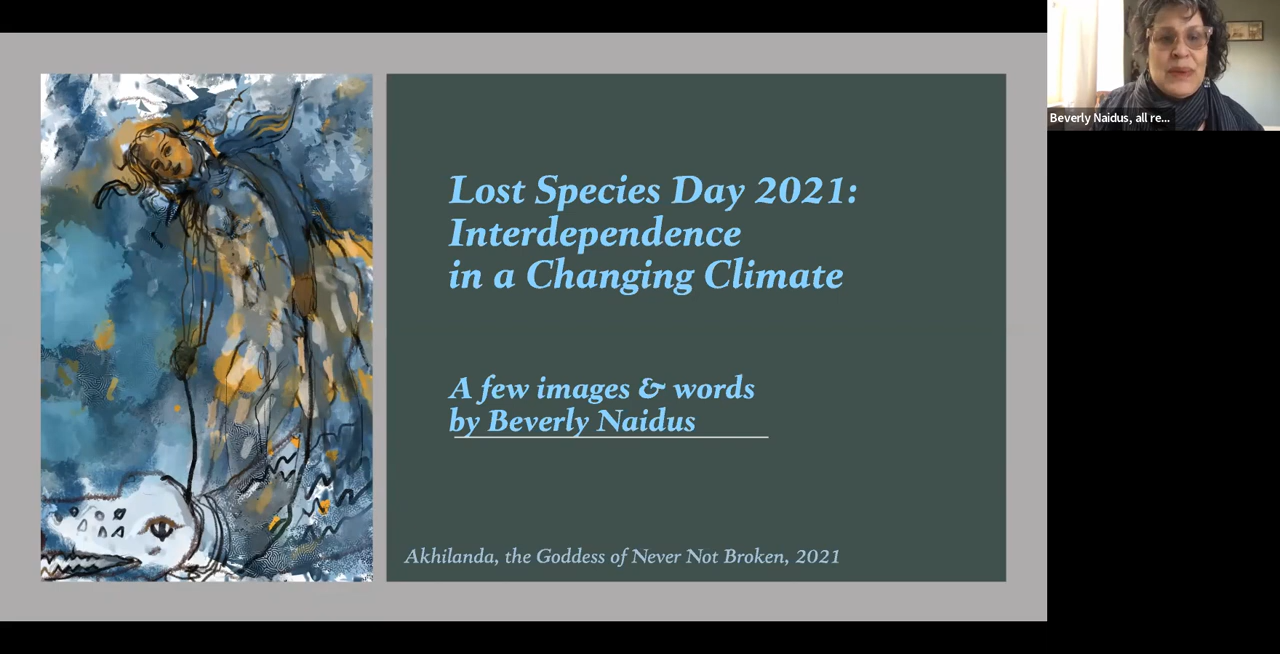 Lost Species Day 2021:
Interdependence
in a Changing Climate
A few images & words
by Beverly Naidus
Akhilanda, the Goddess of Never Not Broken, 2021
Beverly Naidus, all re...